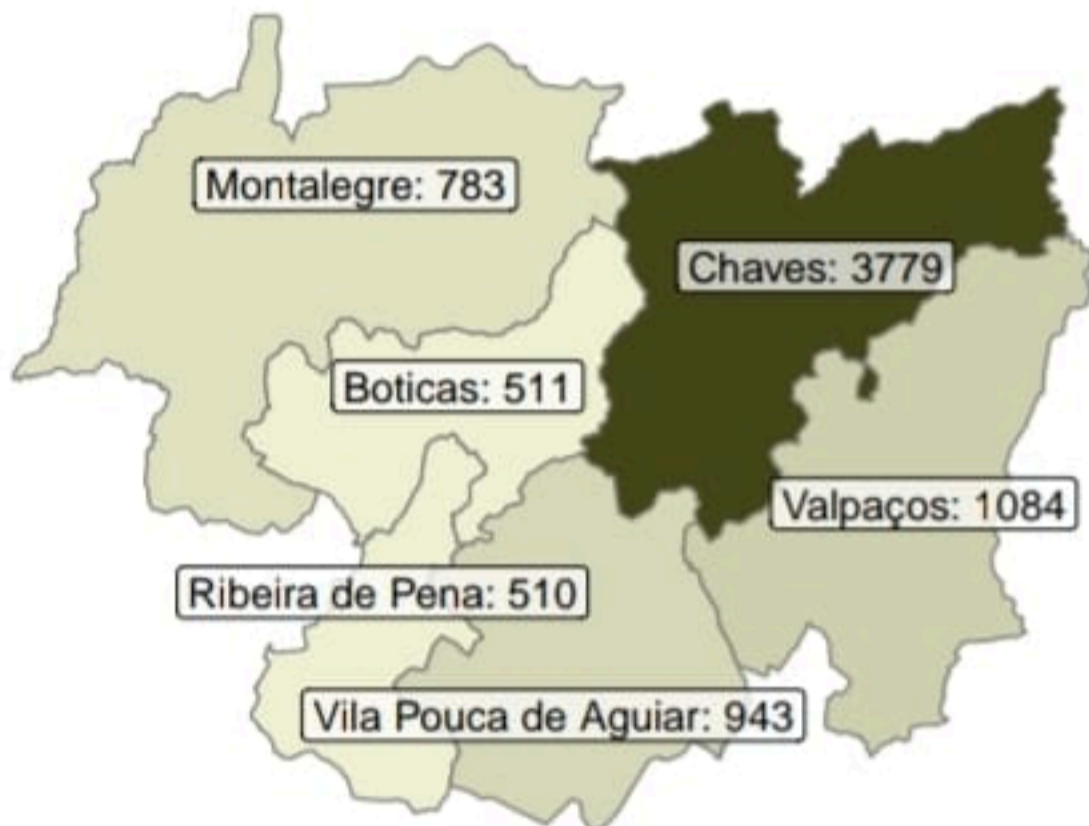 Montalegre: 783
Chaves: 3779
Boticas: 511
Valpaços: 1084
Ribeira de Pena: 510
Vila Pouca de Aguiar: 943